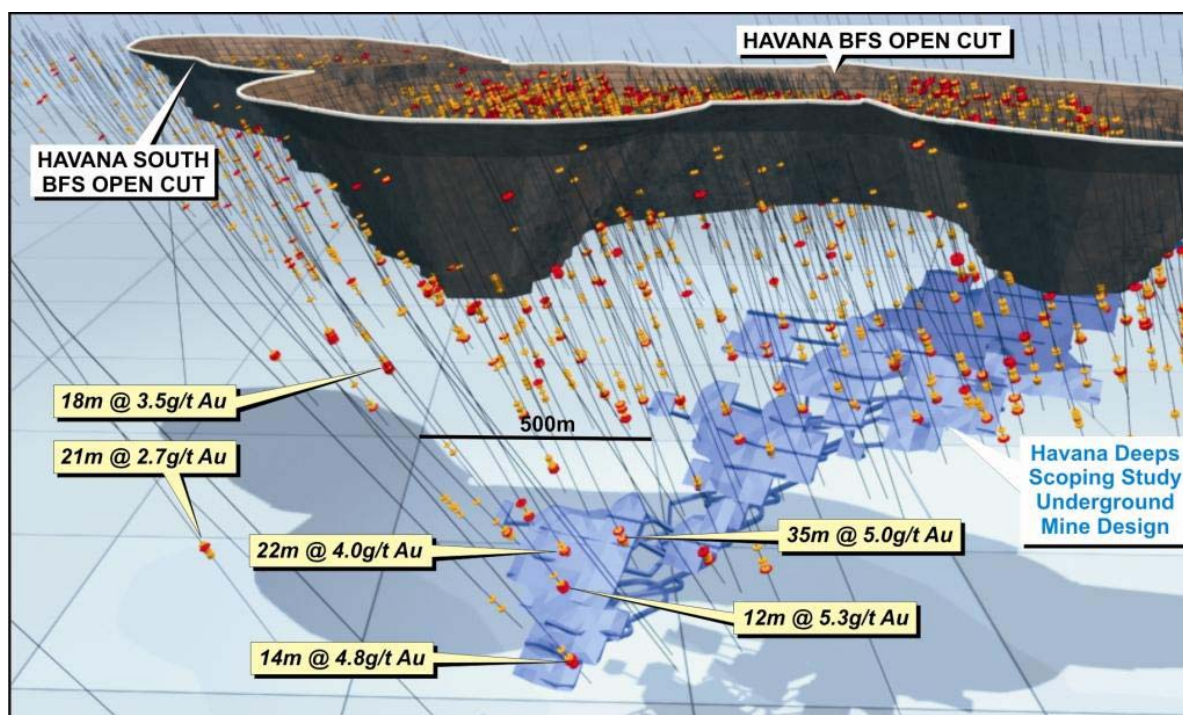 HAVANA BFS OPEN CUT
HAVANA SOUTH
BFS OPEN CUT
18m @ 3.5g/t Au
500m
21m @ 2.7g/t Au
Havana Deeps
Scoping Study
Underground
Mine Design
22m @ 4.0g/t Au
35m @ 5.0g/t Au
12m @ 5.3g/t Au
14m @ 4.8g/t Au